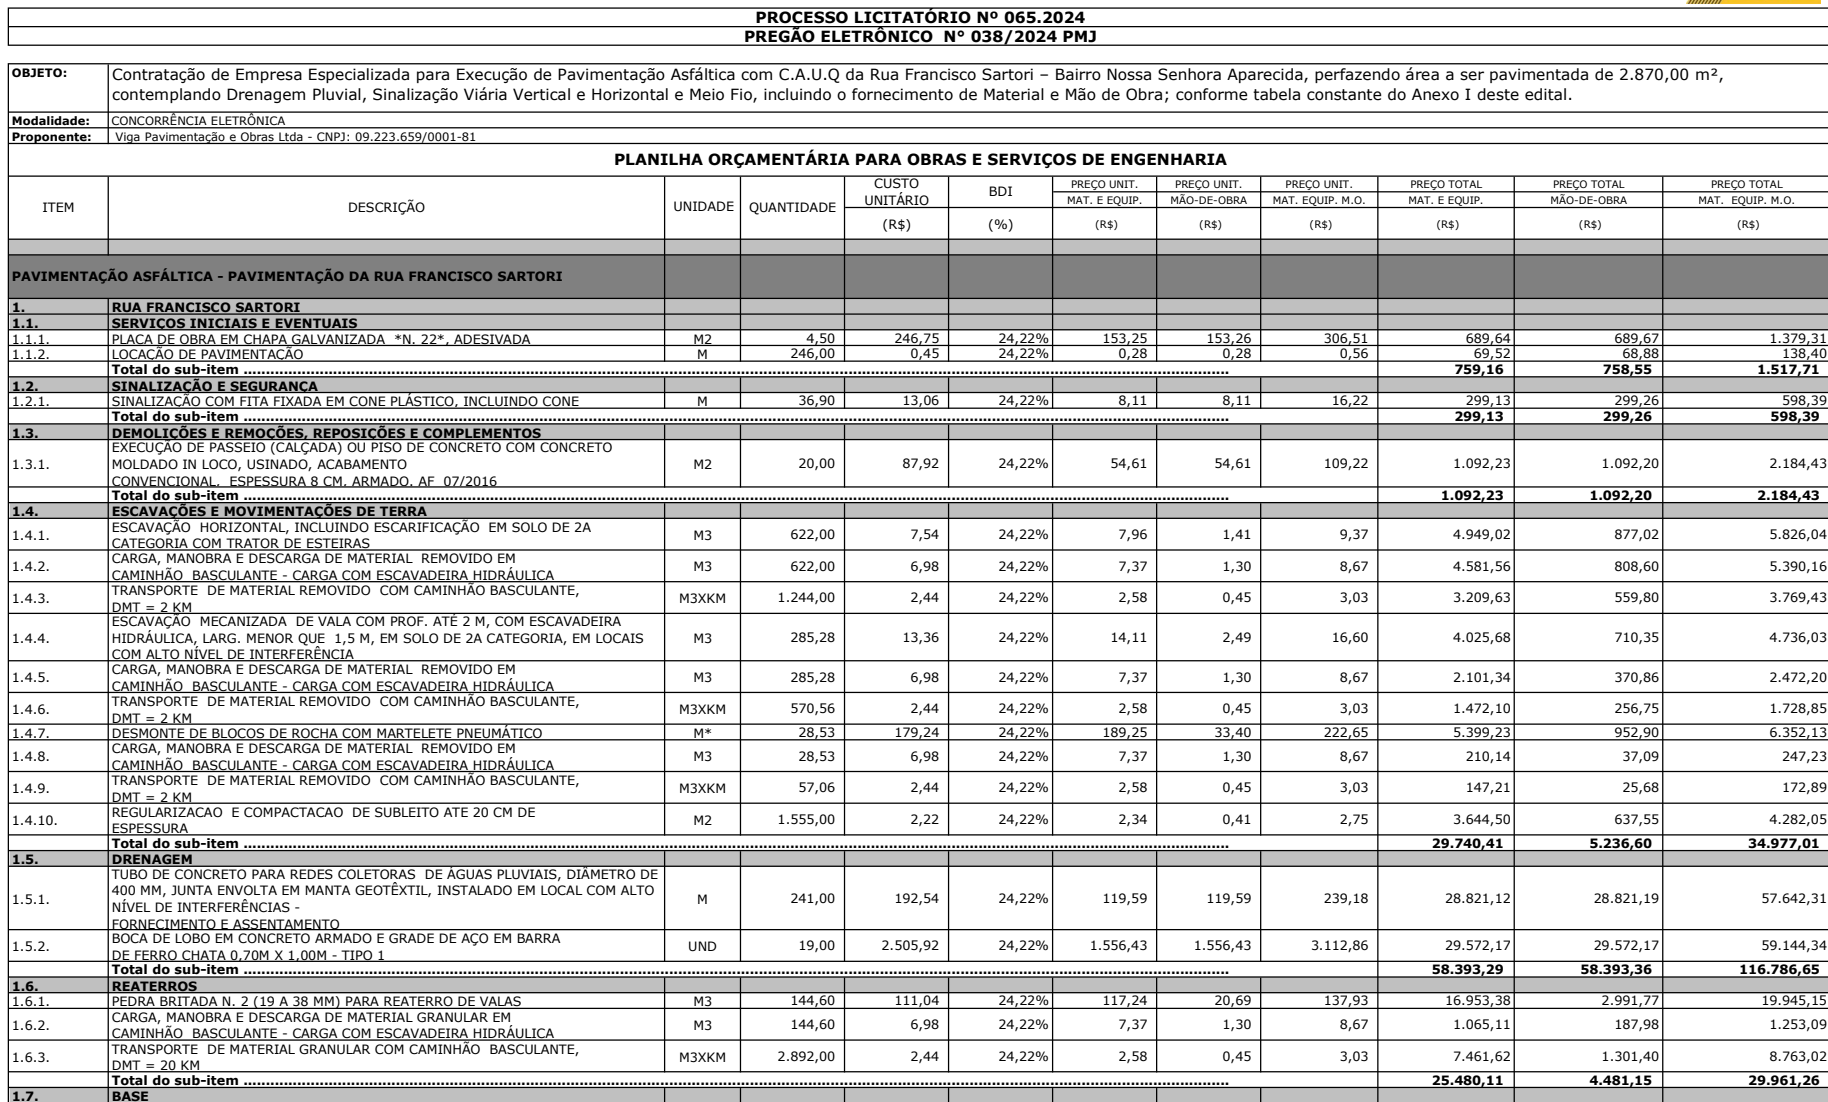 PROCESSO LICITATÓRIO Nº 065.2024
PREGÃO ELETRÔNICO N° 038/2024 PMJ
OBJETO: Contratação de Empresa Especializada para Execução de Pavimentação Asfáltica com C.A.U.Q da Rua Francisco Sartori – Bairro Nossa Senhora Aparecida, perfazendo área a ser pavimentada de 2.870,00 m²,
contemplando Drenagem Pluvial, Sinalização Viária Vertical e Horizontal e Meio Fio, incluindo o fornecimento de Material e Mão de Obra; conforme tabela constante do Anexo I deste edital.
Modalidade: CONCORRÊNCIA ELETRÔNICA
Proponente: Viga Pavimentação e Obras Ltda - CNPJ: 09.223.659/0001-81
PLANILHA ORÇAMENTÁRIA PARA OBRAS E SERVIÇOS DE ENGENHARIA
ITEM DESCRIÇÃO UNIDADE QUANTIDADE CUSTO UNITÁRIO (R$) BDI (%) PREÇO UNIT. MAT. E EQUIP. (R$) PREÇO UNIT. MÃO-DE-OBRA (R$) PREÇO UNIT. MAT. EQUIP. M.O. (R$) PREÇO TOTAL MAT. E EQUIP. (R$) PREÇO TOTAL MÃO-DE-OBRA (R$) PREÇO TOTAL MAT. EQUIP. M.O. (R$)
PAVIMENTAÇÃO ASFÁLTICA - PAVIMENTAÇÃO DA RUA FRANCISCO SARTORI
1. RUA FRANCISCO SARTORI
1.1. SERVIÇOS INICIAIS E EVENTUAIS
1.1.1. PLACA DE OBRA EM CHAPA GALVANIZADA *N. 22*, ADESIVADA M2 4,50 246,75 24,22% 153,25 153,26 306,51 689,64 689,67 1.379,31
1.1.2. LOCAÇÃO DE PAVIMENTAÇÃO M 246,00 0,45 24,22% 0,28 0,28 0,56 69,52 68,88 138,40
Total do sub-item 759,16 758,55 1.517,71
1.2. SINALIZAÇÃO E SEGURANÇA
1.2.1. SINALIZAÇÃO COM FITA FIXADA EM CONE PLÁSTICO, INCLUINDO CONE M 36,90 13,06 24,22% 8,11 8,11 16,22 299,13 299,26 598,39
Total do sub-item 299,13 299,26 598,39
1.3. DEMOLIÇÕES E REMOÇÕES, REPOSIÇÕES E COMPLEMENTOS
EXECUÇÃO DE PASSEIO (CALÇADA) OU PISO DE CONCRETO COM CONCRETO
1.3.1. MOLDADO IN LOCO, USINADO, ACABAMENTO M2 20,00 87,92 24,22% 54,61 54,61 109,22 1.092,23 1.092,20 2.184,43
CONVENCIONAL, ESPESSURA 8 CM, ARMADO. AF_07/2016
Total do sub-item 1.092,23 1.092,20 2.184,43
1.4. ESCAVAÇÕES E MOVIMENTAÇÕES DE TERRA
1.4.1. ESCAVAÇÃO HORIZONTAL, INCLUINDO ESCARIFICAÇÃO EM SOLO DE 2A
CATEGORIA COM TRATOR DE ESTEIRAS M3 622,00 7,54 24,22% 7,96 1,41 9,37 4.949,02 877,02 5.826,04
1.4.2. CARGA, MANOBRA E DESCARGA DE MATERIAL REMOVIDO EM
CAMINHÃO BASCULANTE - CARGA COM ESCAVADEIRA HIDRÁULICA M3 622,00 6,98 24,22% 7,37 1,30 8,67 4.581,56 808,60 5.390,16
1.4.3. TRANSPORTE DE MATERIAL REMOVIDO COM CAMINHÃO BASCULANTE,
DMT = 2 KM M3XKM 1.244,00 2,44 24,22% 2,58 0,45 3,03 3.209,63 559,80 3.769,43
ESCAVAÇÃO MECANIZADA DE VALA COM PROF. ATÉ 2 M, COM ESCAVADEIRA
1.4.4. HIDRÁULICA, LARG. MENOR QUE 1,5 M, EM SOLO DE 2A CATEGORIA, EM LOCAIS M3 285,28 13,36 24,22% 14,11 2,49 16,60 4.025,68 710,35 4.736,03
COM ALTO NÍVEL DE INTERFERÊNCIA
1.4.5. CARGA, MANOBRA E DESCARGA DE MATERIAL REMOVIDO EM
CAMINHÃO BASCULANTE - CARGA COM ESCAVADEIRA HIDRÁULICA M3 285,28 6,98 24,22% 7,37 1,30 8,67 2.101,34 370,86 2.472,20
1.4.6. TRANSPORTE DE MATERIAL REMOVIDO COM CAMINHÃO BASCULANTE,
DMT = 2 KM M3XKM 570,56 2,44 24,22% 2,58 0,45 3,03 1.472,10 256,75 1.728,85
1.4.7. DESMONTE DE BLOCOS DE ROCHA COM MARTELETE PNEUMÁTICO M* 28,53 179,24 24,22% 189,25 33,40 222,65 5.399,23 952,90 6.352,13
1.4.8. CARGA, MANOBRA E DESCARGA DE MATERIAL REMOVIDO EM
CAMINHÃO BASCULANTE - CARGA COM ESCAVADEIRA HIDRÁULICA M3 28,53 6,98 24,22% 7,37 1,30 8,67 210,14 37,09 247,23
1.4.9. TRANSPORTE DE MATERIAL REMOVIDO COM CAMINHÃO BASCULANTE,
DMT = 2 KM M3XKM 57,06 2,44 24,22% 2,58 0,45 3,03 147,21 25,68 172,89
1.4.10. REGULARIZACAO E COMPACTACAO DE SUBLEITO ATE 20 CM DE
ESPESSURA M2 1.555,00 2,22 24,22% 2,34 0,41 2,75 3.644,50 637,55 4.282,05
Total do sub-item 29.740,41 5.236,60 34.977,01
1.5. DRENAGEM
TUBO DE CONCRETO PARA REDES COLETORAS DE ÁGUAS PLUVIAIS, DIÂMETRO DE
400 MM, JUNTA ENVOLTA EM MANTA GEOTÊXTIL, INSTALADO EM LOCAL COM ALTO
1.5.1. NÍVEL DE INTERFERÊNCIAS - M 241,00 192,54 24,22% 119,59 119,59 239,18 28.821,12 28.821,19 57.642,31
FORNECIMENTO E ASSENTAMENTO
1.5.2. BOCA DE LOBO EM CONCRETO ARMADO E GRADE DE AÇO EM BARRA
DE FERRO CHATA 0,70M X 1,00M - TIPO 1 UND 19,00 2.505,92 24,22% 1.556,43 1.556,43 3.112,86 29.572,17 29.572,17 59.144,34
Total do sub-item 58.393,29 58.393,36 116.786,65
1.6. REATERROS
1.6.1. PEDRA BRITADA N. 2 (19 A 38 MM) PARA REATERRO DE VALAS M3 144,60 111,04 24,22% 117,24 20,69 137,93 16.953,38 2.991,77 19.945,15
1.6.2. CARGA, MANOBRA E DESCARGA DE MATERIAL GRANULAR EM
CAMINHÃO BASCULANTE - CARGA COM ESCAVADEIRA HIDRÁULICA M3 144,60 6,98 24,22% 7,37 1,30 8,67 1.065,11 187,98 1.253,09
1.6.3. TRANSPORTE DE MATERIAL GRANULAR COM CAMINHÃO BASCULANTE,
DMT = 20 KM M3XKM 2.892,00 2,44 24,22% 2,58 0,45 3,03 7.461,62 1.301,40 8.763,02
Total do sub-item 25.480,11 4.481,15 29.961,26
1.7. BASE